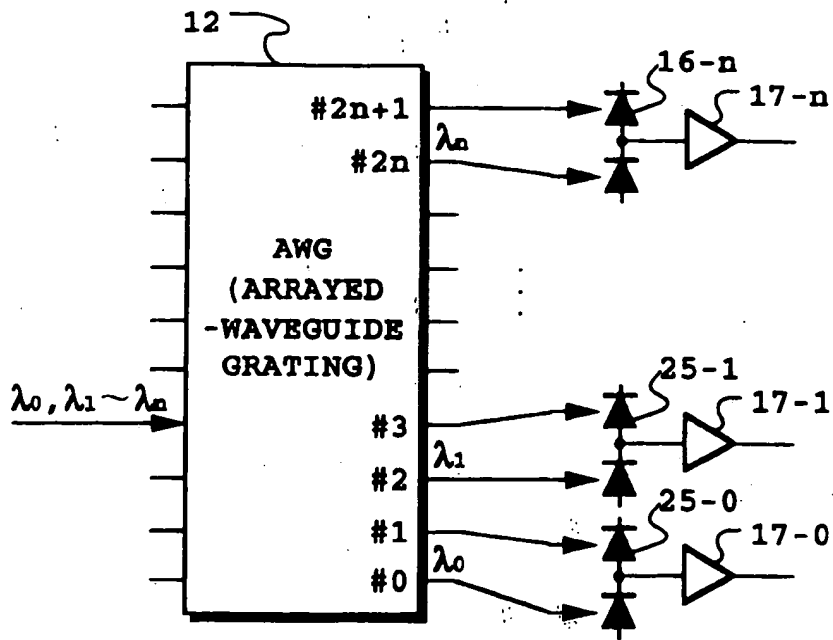 12
16-n
17-n
#2n+1
λn
#2n
AWG
(ARRAYED
-WAVEGUIDE
GRATING)
λ0, λ1~λn
25-1
17-1
#3
λ1
#2
25-0
17-0
#1
λ0
#0